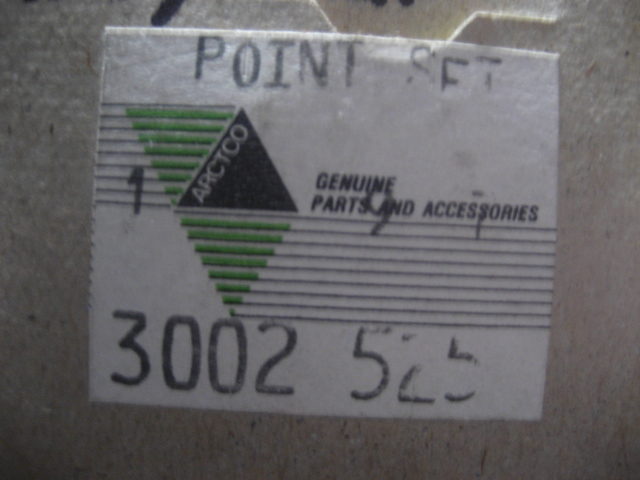 POINT SET
ARCTCO
GENUINE
1
PARTS AND ACCESSORIES
3002 525